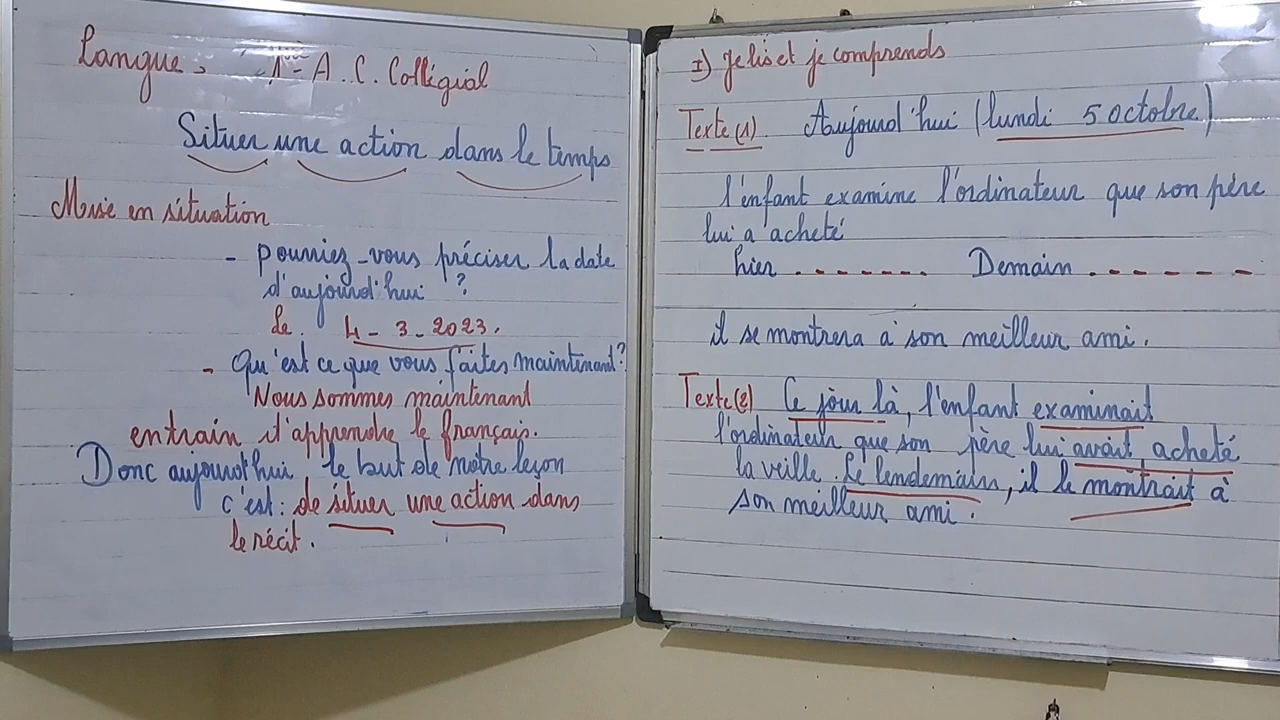 Langue : 1ère A.C. Collégial
Situer une action dans le temps
Mise en situation
- Pourriez-vous préciser la date
d'aujourd'hui ?
Le. 4-3-2023.
- Qu'est ce que vous faites maintenant?
Nous sommes maintenant
entrain d'apprendre le français.
Donc aujourd'hui le but de notre leçon
c'est : de situer une action dans
le récit.
I) Je lis et je comprends
Texte (1) Aujourd'hui (lundi 5 octobre)
l'enfant examine l'ordinateur que son père
lui a acheté
hier ....... Demain ......
il se montrera à son meilleur ami.
Texte (2) Ce jour là, l'enfant examinait
l'ordinateur que son père lui avait acheté
la veille. Le lendemain, il le montrait à
son meilleur ami.